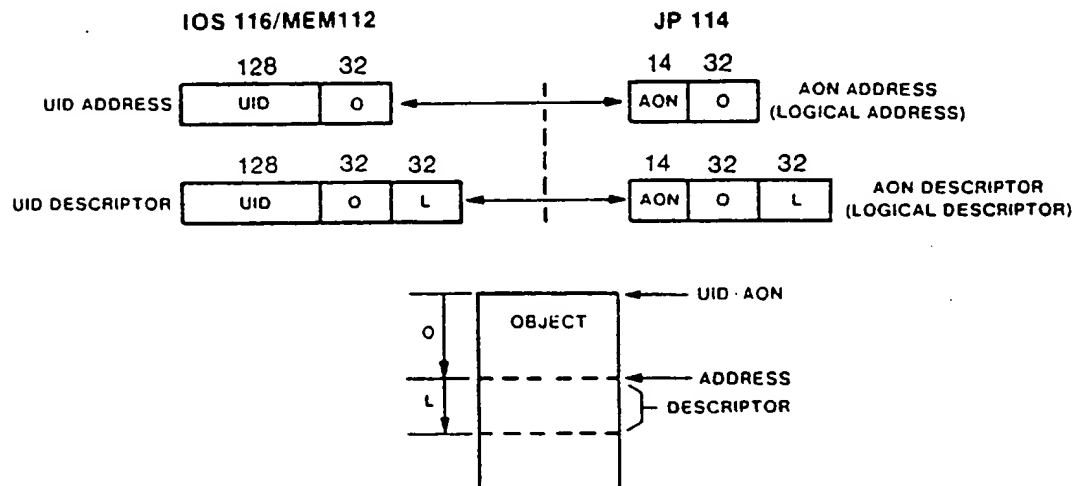 IOS 116/MEM112 JP 114
128 32 14 32
UID ADDRESS UID O AON O AON ADDRESS
(LOGICAL ADDRESS)
128 32 32 14 32 32
UID DESCRIPTOR UID O L AON O L AON DESCRIPTOR
(LOGICAL DESCRIPTOR)
UID·AON
OBJECT
O
ADDRESS
L
DESCRIPTOR